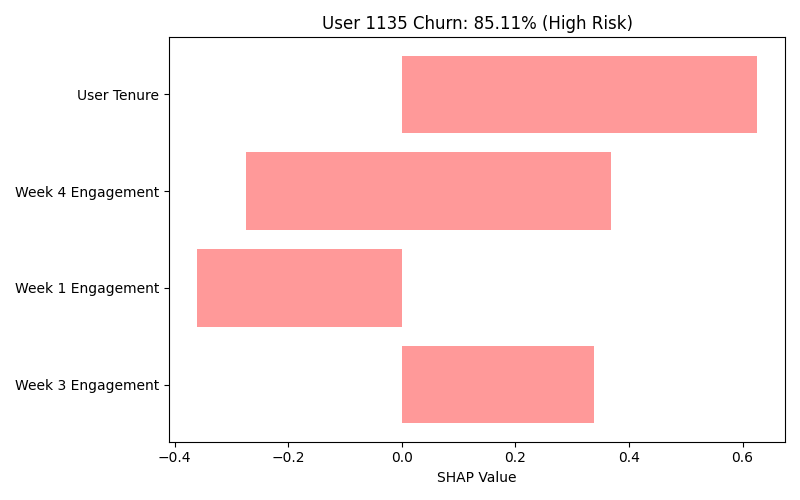 User 1135 Churn: 85.11% (High Risk)
User Tenure
Week 4 Engagement
Week 1 Engagement
Week 3 Engagement
−0.4 −0.2 0.0 0.2 0.4 0.6
SHAP Value